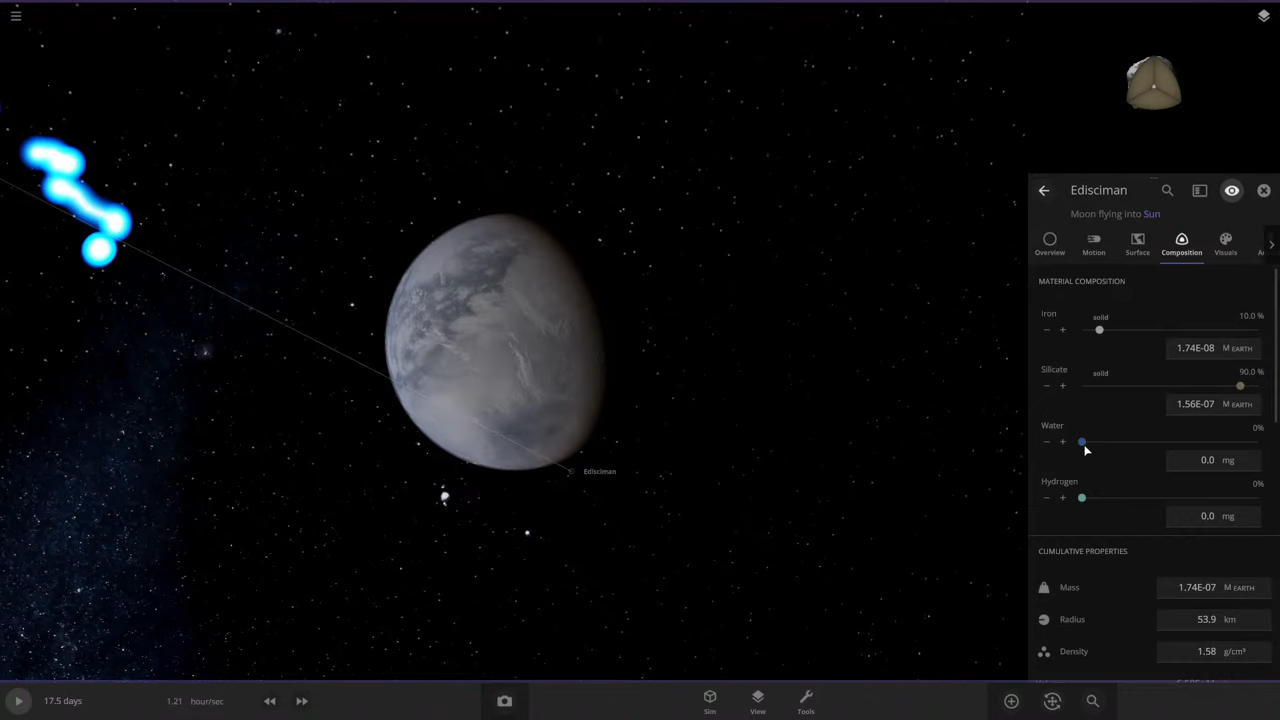 Edisciman
Moon flying into Sun
Overview Motion Surface Composition Visuals
MATERIAL COMPOSITION
Iron solid 10.0 %
1.74E-08 M EARTH
Silicate solid 90.0 %
1.56E-07 M EARTH
Water 0%
0.0 mg
Hydrogen 0%
0.0 mg
CUMULATIVE PROPERTIES
Mass 1.74E-07 M EARTH
Radius 53.9 km
Density 1.58 g/cm³
Edisciman
17.5 days 1.21 hour/sec Sim View Tools